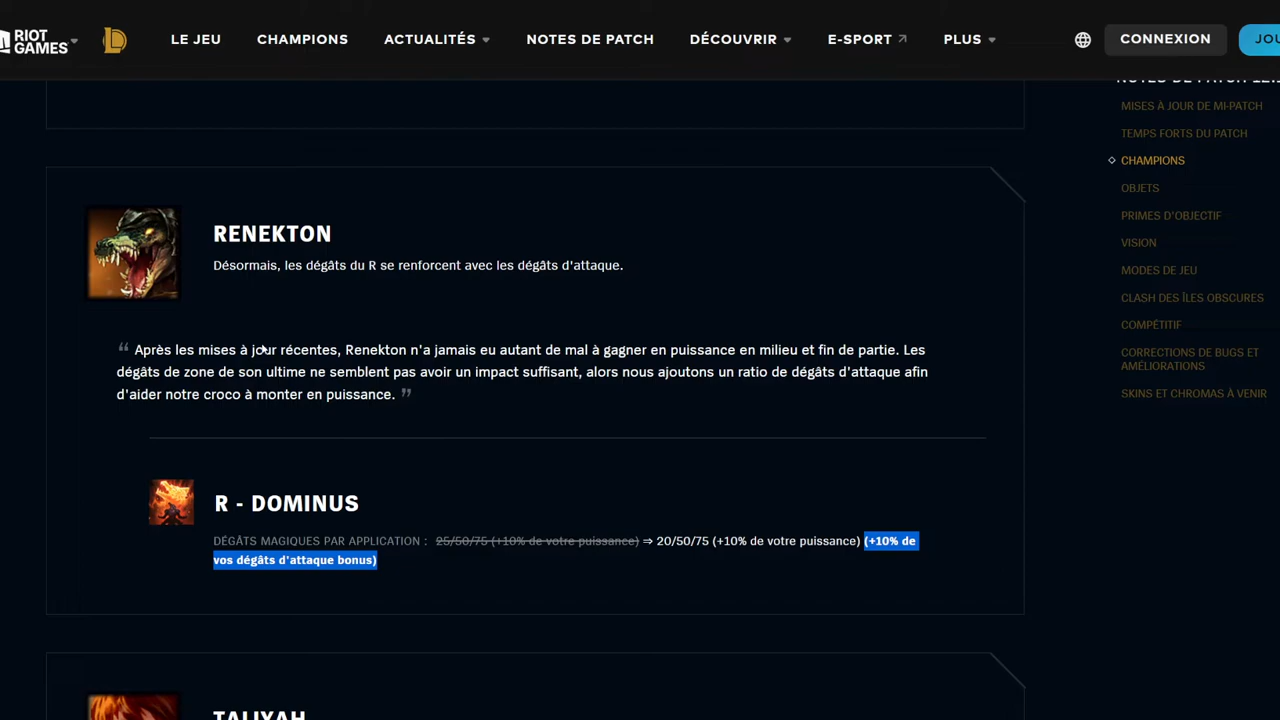 RIOT
GAMES
LE JEU
CHAMPIONS
ACTUALITÉS
NOTES DE PATCH
DÉCOUVRIR
E-SPORT
PLUS
CONNEXION
JOU
NOTES DE PATCH 12.
MISES À JOUR DE MI-PATCH
TEMPS FORTS DU PATCH
CHAMPIONS
OBJETS
PRIMES D'OBJECTIF
VISION
MODES DE JEU
CLASH DES ÎLES OBSCURES
COMPÉTITIF
CORRECTIONS DE BUGS ET
AMÉLIORATIONS
SKINS ET CHROMAS À VENIR
RENEKTON
Désormais, les dégâts du R se renforcent avec les dégâts d'attaque.
“ Après les mises à jour récentes, Renekton n'a jamais eu autant de mal à gagner en puissance en milieu et fin de partie. Les
dégâts de zone de son ultime ne semblent pas avoir un impact suffisant, alors nous ajoutons un ratio de dégâts d'attaque afin
d'aider notre croco à monter en puissance. ”
R - DOMINUS
DÉGÂTS MAGIQUES PAR APPLICATION : 25/50/75 (+10% de votre puissance) ⇒ 20/50/75 (+10% de votre puissance) (+10% de
vos dégâts d'attaque bonus)
TALIYAH